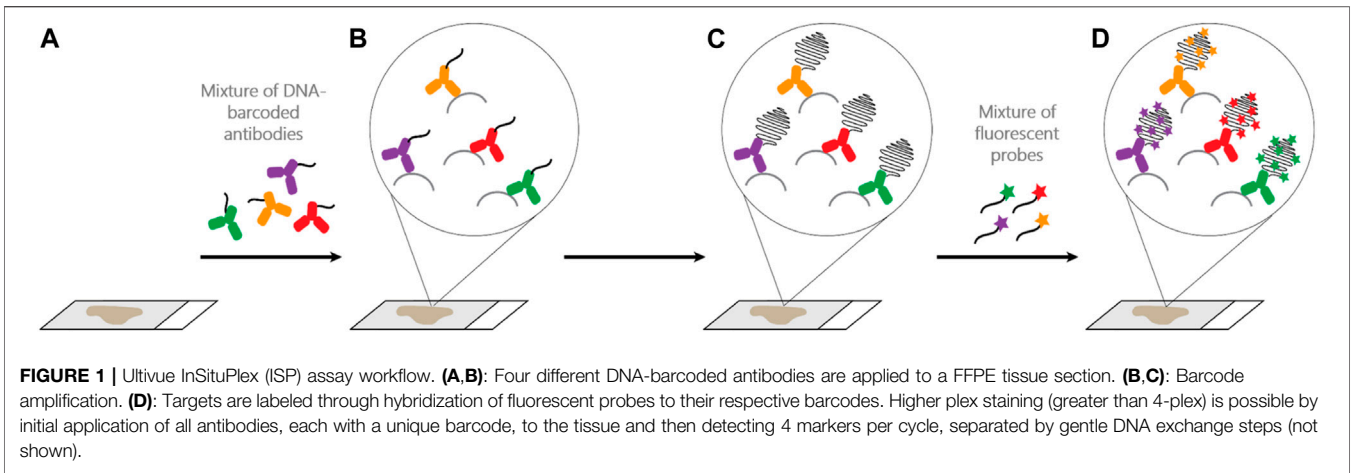 A
B
C
D
Mixture of DNA-
barcoded
antibodies
Mixture of
fluorescent
probes
FIGURE 1 | Ultivue InSituPlex (ISP) assay workflow. (A,B): Four different DNA-barcoded antibodies are applied to a FFPE tissue section. (B,C): Barcode
amplification. (D): Targets are labeled through hybridization of fluorescent probes to their respective barcodes. Higher plex staining (greater than 4-plex) is possible by
initial application of all antibodies, each with a unique barcode, to the tissue and then detecting 4 markers per cycle, separated by gentle DNA exchange steps (not
shown).